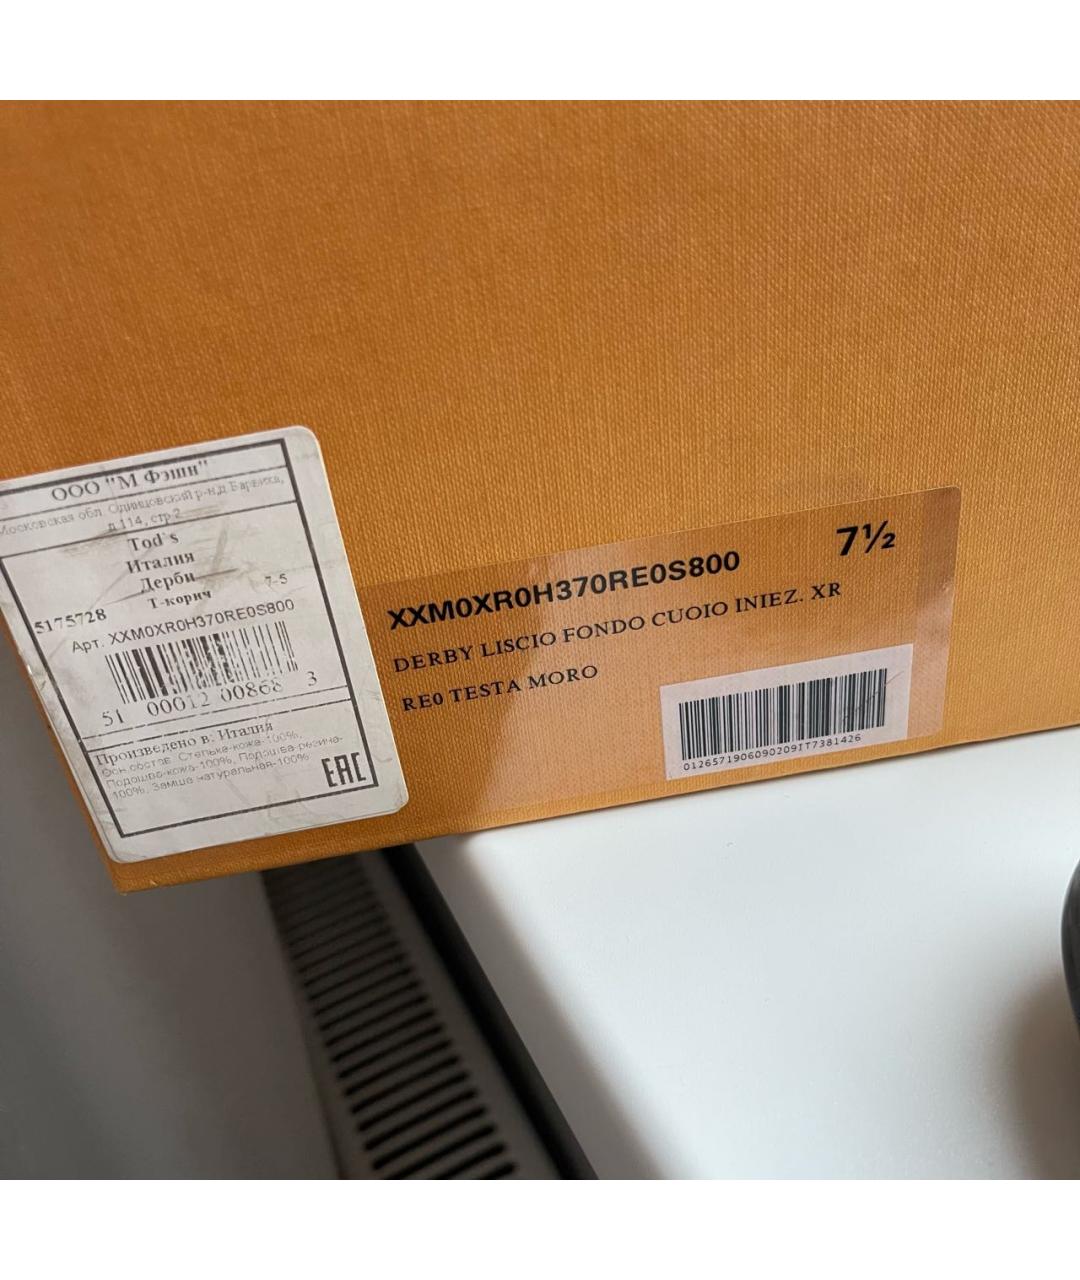 ООО "М Фэшн"
Московская обл. Одинцовский р-н,д Барвиха,
д 114, стр 2
Tod`s
Италия
Дерби
Т-корич 7-5
5175728
Арт. XXM0XR0H370RE0S800
51 00012 00868 3
Произведено в: Италия
Осн.состав: Стелька-кожа-100%,
Подошва-кожа-100%, Подошва-резина-
100%, Замша натуральная-100%
EAC
7½
XXM0XR0H370RE0S800
DERBY LISCIO FONDO CUOIO INIEZ. XR
RE0 TESTA MORO
0126571906090209IT7381426